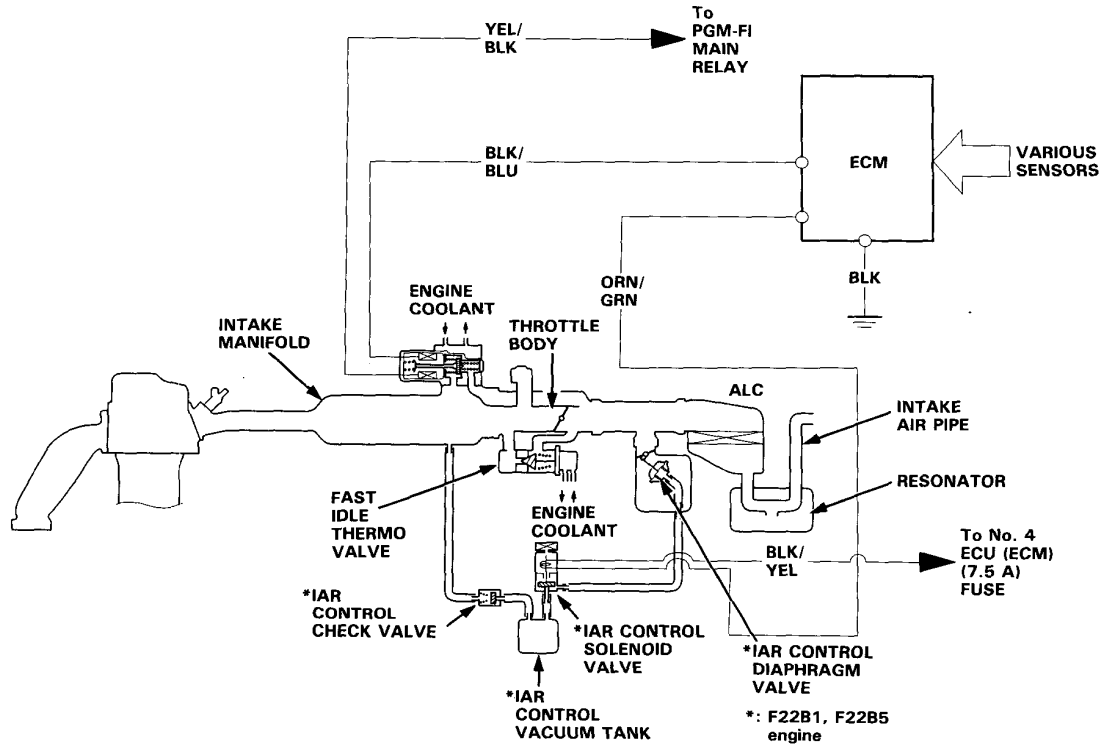 To
PGM-FI
MAIN
RELAY
YEL/
BLK
BLK/
BLU
ECM
VARIOUS
SENSORS
ORN/
GRN
BLK
ENGINE
COOLANT
INTAKE
MANIFOLD
THROTTLE
BODY
ALC
INTAKE
AIR PIPE
RESONATOR
FAST
IDLE
THERMO
VALVE
ENGINE
COOLANT
BLK/
YEL
To No. 4
ECU (ECM)
(7.5 A)
FUSE
*IAR
CONTROL
CHECK VALVE
*IAR CONTROL
SOLENOID
VALVE
*IAR CONTROL
DIAPHRAGM
VALVE
*IAR
CONTROL
VACUUM TANK
*: F22B1, F22B5
engine